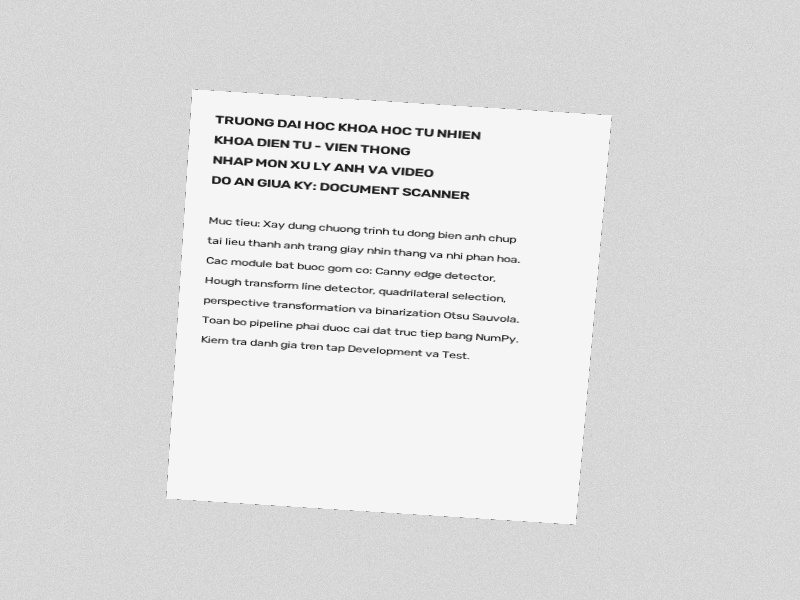 TRUONG DAI HOC KHOA HOC TU NHIEN
KHOA DIEN TU - VIEN THONG
NHAP MON XU LY ANH VA VIDEO
DO AN GIUA KY: DOCUMENT SCANNER
Muc tieu: Xay dung chuong trinh tu dong bien anh chup
tai lieu thanh anh trang giay nhin thang va nhi phan hoa.
Cac module bat buoc gom co: Canny edge detector,
Hough transform line detector, quadrilateral selection,
perspective transformation va binarization Otsu Sauvola.
Toan bo pipeline phai duoc cai dat truc tiep bang NumPy.
Kiem tra danh gia tren tap Development va Test.